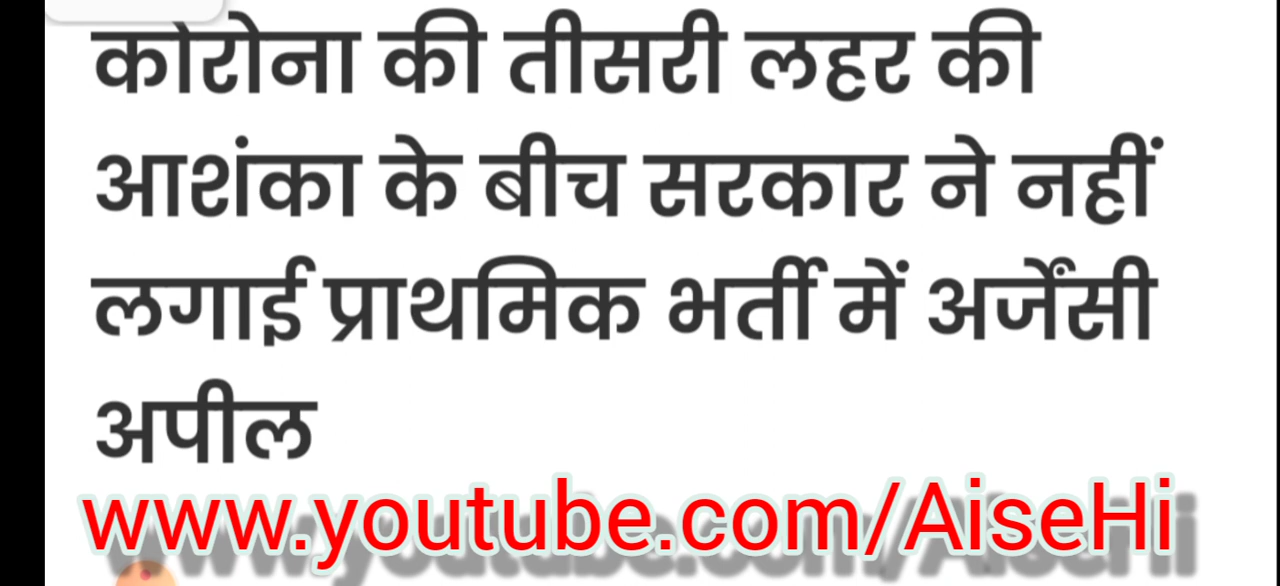 कोरोना की तीसरी लहर की
आशंका के बीच सरकार ने नहीं
लगाई प्राथमिक भर्ती में अर्जेंसी
अपील
www.youtube.com/AiseHi